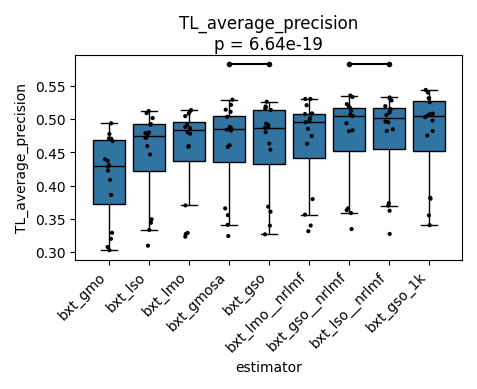 TL_average_precision
p = 6.64e-19
TL_average_precision
0.55
0.50
0.45
0.40
0.35
0.30
bxt_gmo
bxt_lso
bxt_lmo
bxt_gmosa
bxt_gso
bxt_lmo__nrlmf
bxt_gso__nrlmf
bxt_lso__nrlmf
bxt_gso_1k
estimator